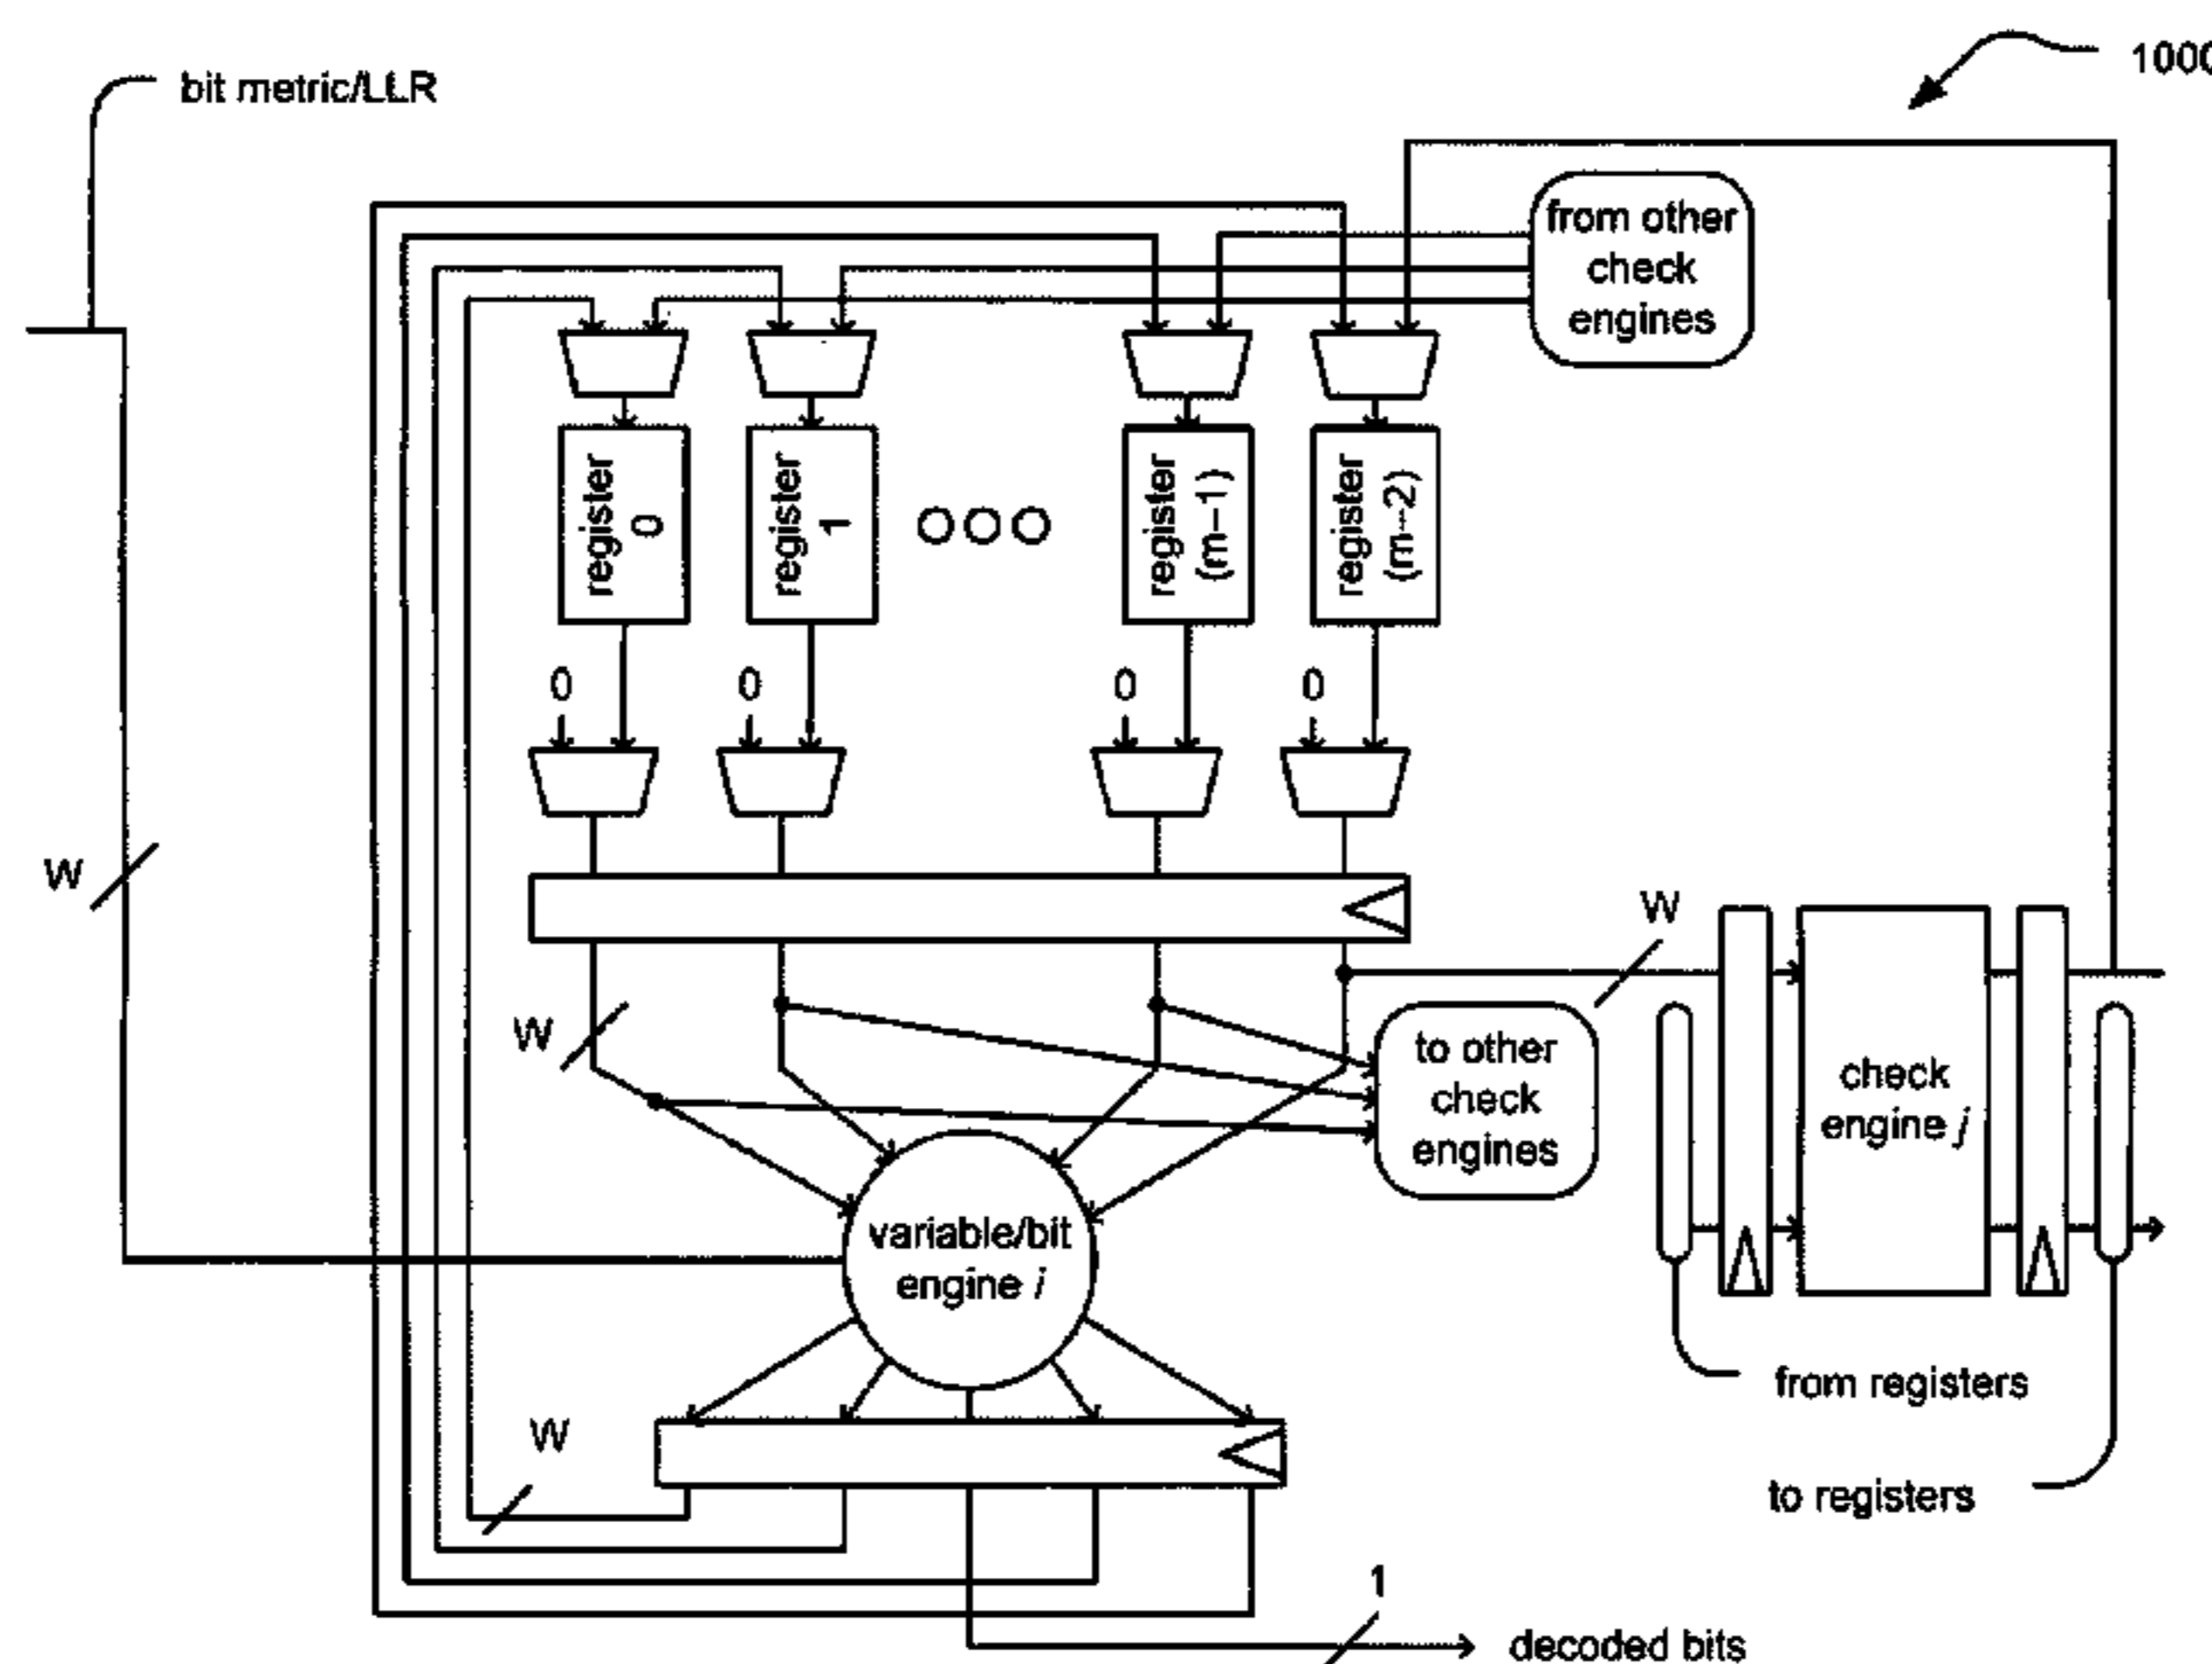 bit metric/LLR
1000
from other
check
engines
register
0
register
1
register
(m-1)
register
(m-2)
0
0
0
0
W
W
W
to other
check
engines
check
engine j
variable/bit
engine i
from registers
W
to registers
1
decoded bits